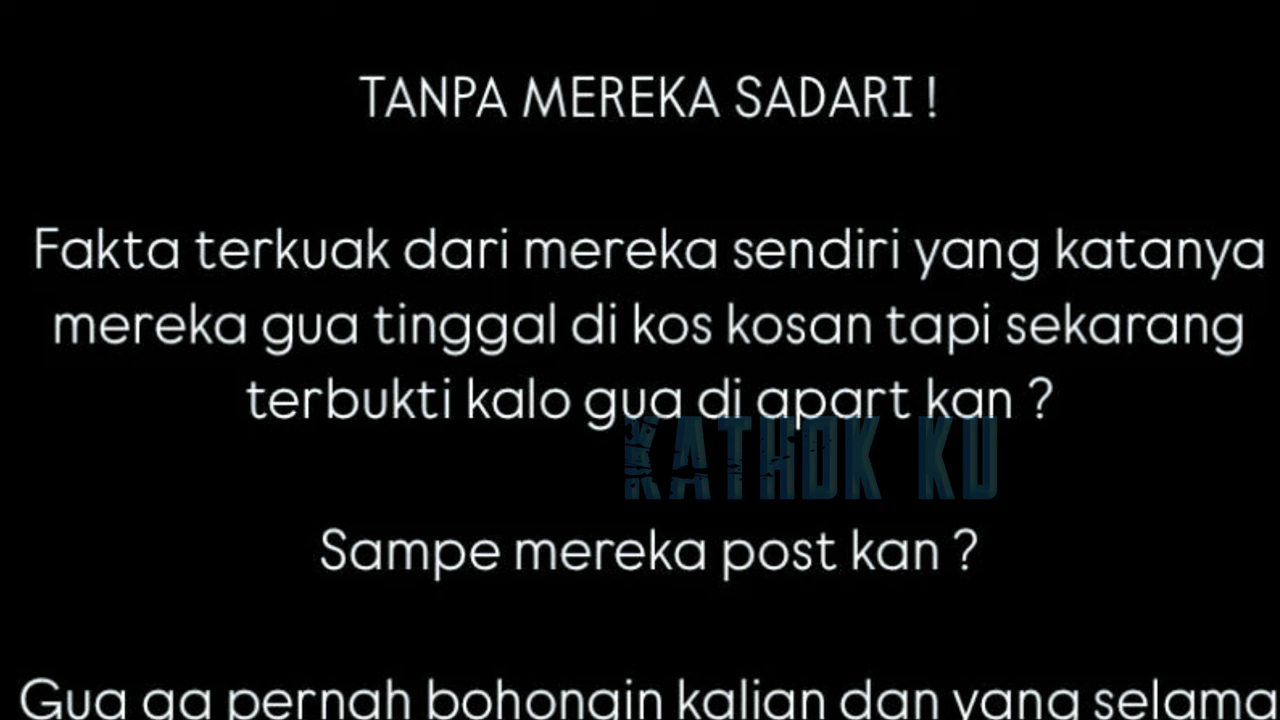 TANPA MEREKA SADARI !
Fakta terkuak dari mereka sendiri yang katanya
mereka gua tinggal di kos kosan tapi sekarang
terbukti kalo gua di apart kan ?
KATHOK KU
Sampe mereka post kan ?
Gua ga pernah bohongin kalian dan yang selama